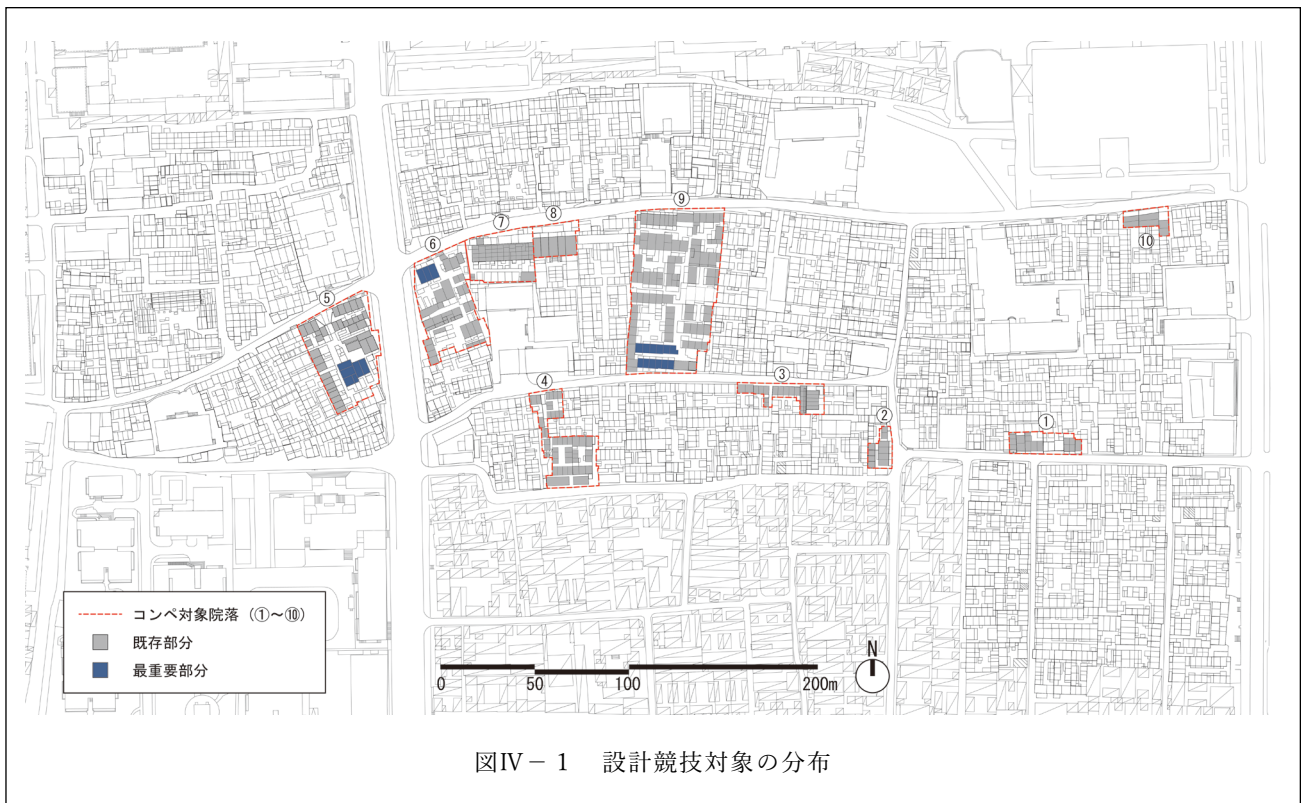 ⑨
⑧
⑦
⑩
⑥
⑤
③
④
②
①
コンペ対象院落 (①~⑩)
既存部分
最重要部分
N
0 50 100 200m
図Ⅳ-1 設計競技対象の分布